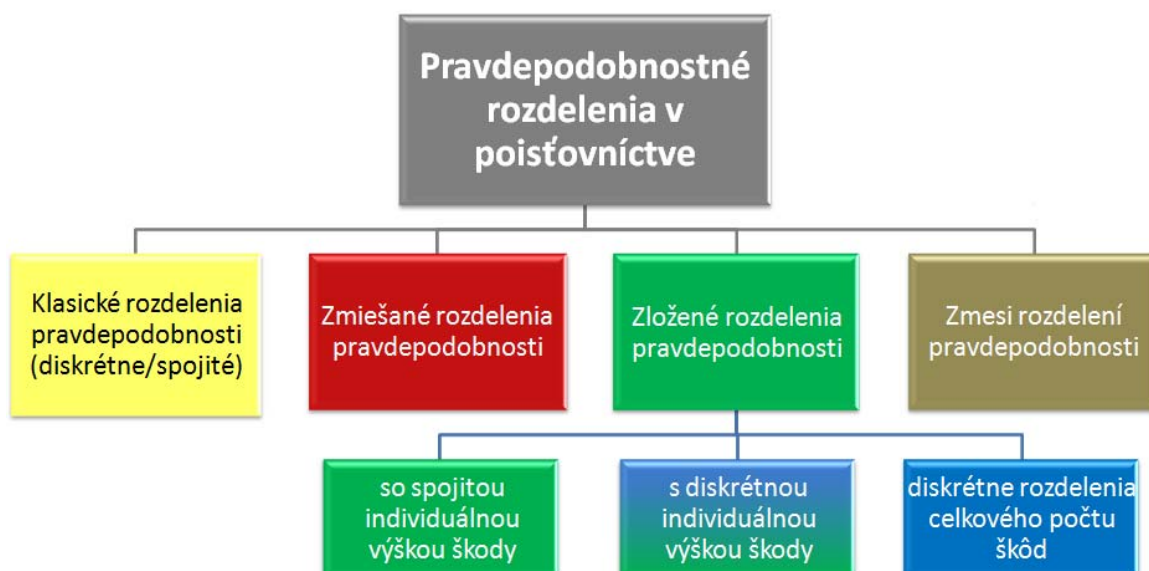 Pravdepodobnostné
rozdelenia v
poisťovníctve
Klasické rozdelenia
pravdepodobnosti
(diskrétne/spojité)
Zmiešané rozdelenia
pravdepodobnosti
Zložené rozdelenia
pravdepodobnosti
Zmesi rozdelení
pravdepodobnosti
so spojitou
individuálnou
výškou škody
s diskrétnou
individuálnou
výškou škody
diskrétne rozdelenia
celkového počtu
škôd